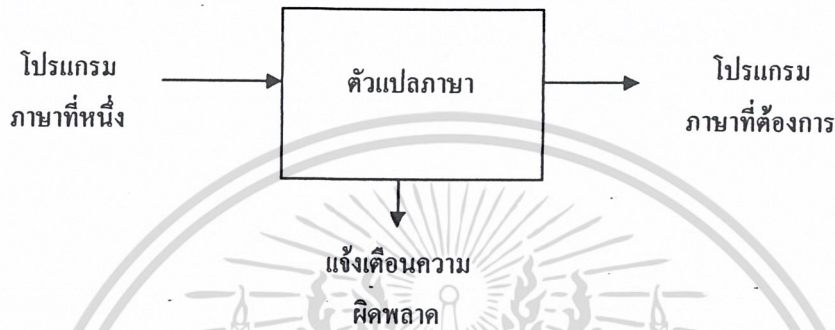 โปรแกรม
ภาษาที่หนึ่ง
ตัวแปลภาษา
โปรแกรม
ภาษาที่ต้องการ
แจ้งเตือนความ
ผิดพลาด